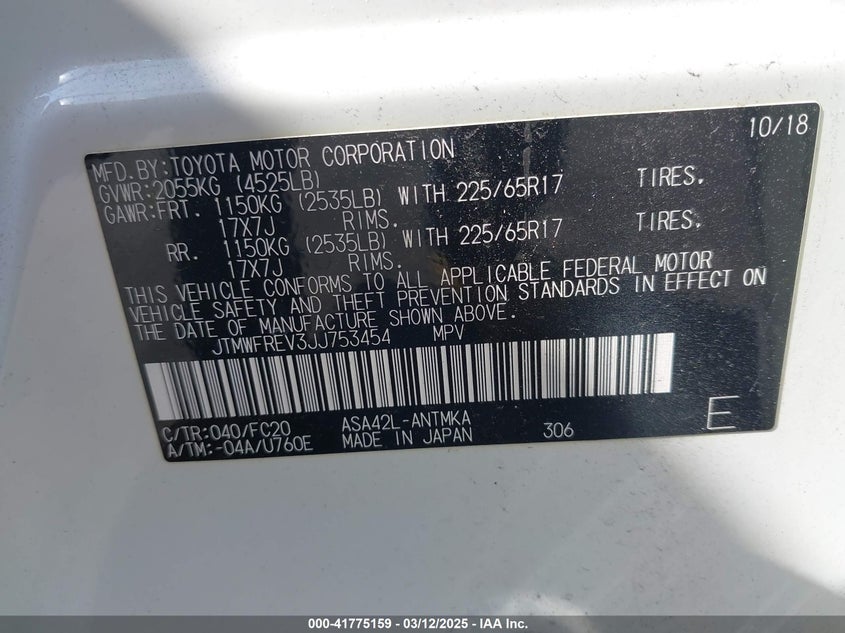 10/18
MFD.BY:TOYOTA MOTOR CORPORATION
GVWR:2055KG (4525LB)
GAWR:FRT. 1150KG (2535LB) WITH 225/65R17 TIRES.
17X7J RIMS.
RR. 1150KG (2535LB) WITH 225/65R17 TIRES.
17X7J RIMS.
THIS VEHICLE CONFORMS TO ALL APPLICABLE FEDERAL MOTOR
VEHICLE SAFETY AND THEFT PREVENTION STANDARDS IN EFFECT ON
THE DATE OF MANUFACTURE SHOWN ABOVE.
JTMWFREV3JJ753454 MPV
C/TR:040/FC20 ASA42L-ANTMKA E
A/TM:-04A/U760E MADE IN JAPAN 306
000-41775159 - 03/12/2025 - IAA Inc.